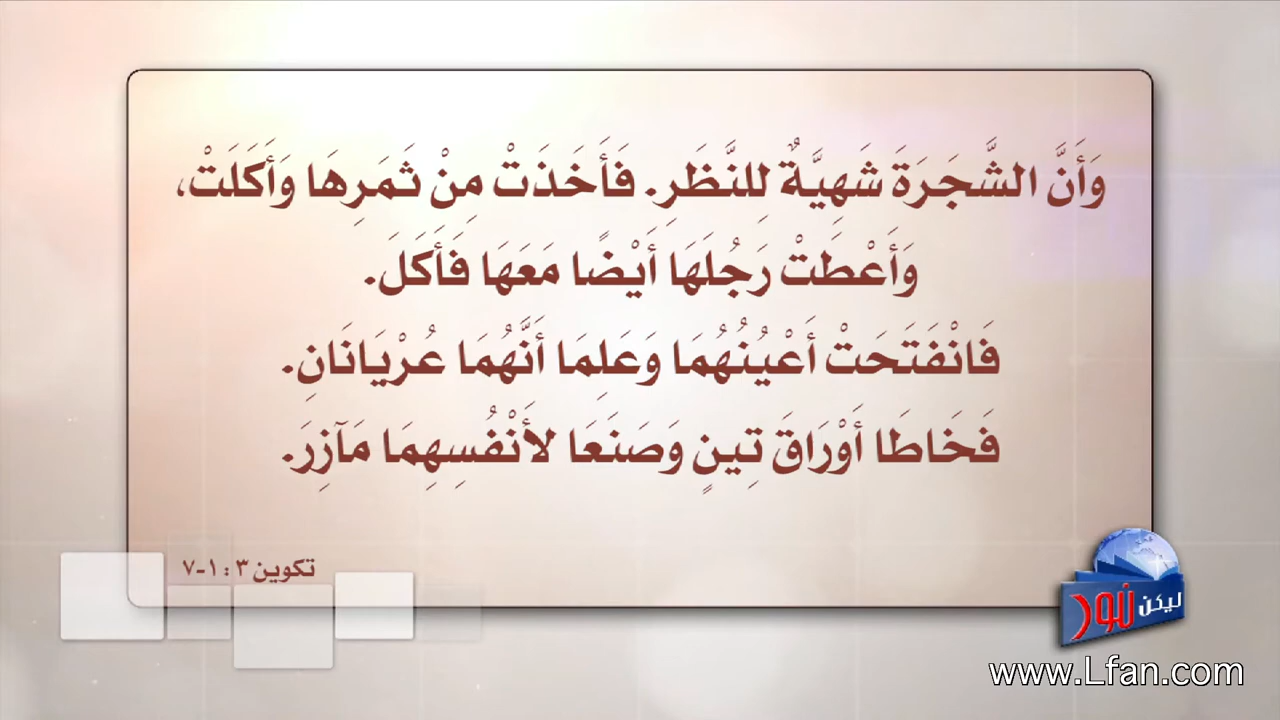 وَأَنَّ الشَّجَرَةَ شَهِيَّةٌ لِلنَّظَرِ. فَأَخَذَتْ مِنْ ثَمَرِهَا وَأَكَلَتْ،
وَأَعْطَتْ رَجُلَهَا أَيْضًا مَعَهَا فَأَكَلَ.
فَانْفَتَحَتْ أَعْيُنُهُمَا وَعَلِمَا أَنَّهُمَا عُرْيَانَانِ.
فَخَاطَا أَوْرَاقَ تِينٍ وَصَنَعَا لأَنْفُسِهِمَا مَآزِرَ.
تكوين ٣ : ١-٧
ليكن نور
www.Lfan.com